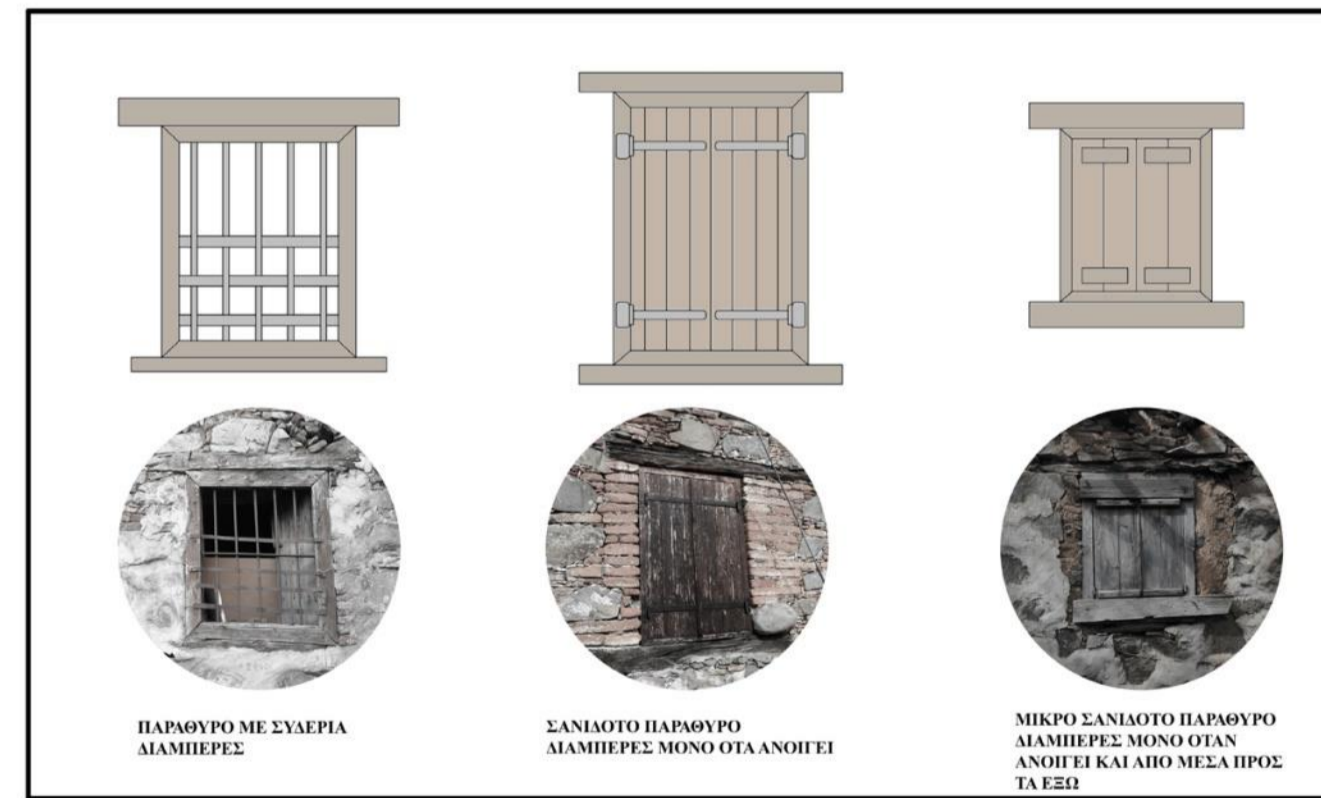 ΠΑΡΑΘΥΡΟ ΜΕ ΣΥΔΕΡΙΑ
ΔΙΑΜΠΕΡΕΣ
ΣΑΝΙΔΟΤΟ ΠΑΡΑΘΥΡΟ
ΔΙΑΜΠΕΡΕΣ ΜΟΝΟ ΟΤΑ ΑΝΟΙΓΕΙ
ΜΙΚΡΟ ΣΑΝΙΔΟΤΟ ΠΑΡΑΘΥΡΟ
ΔΙΑΜΠΕΡΕΣ ΜΟΝΟ ΟΤΑΝ
ΑΝΟΙΓΕΙ ΚΑΙ ΑΠΟ ΜΕΣΑ ΠΡΟΣ
ΤΑ ΕΞΩ